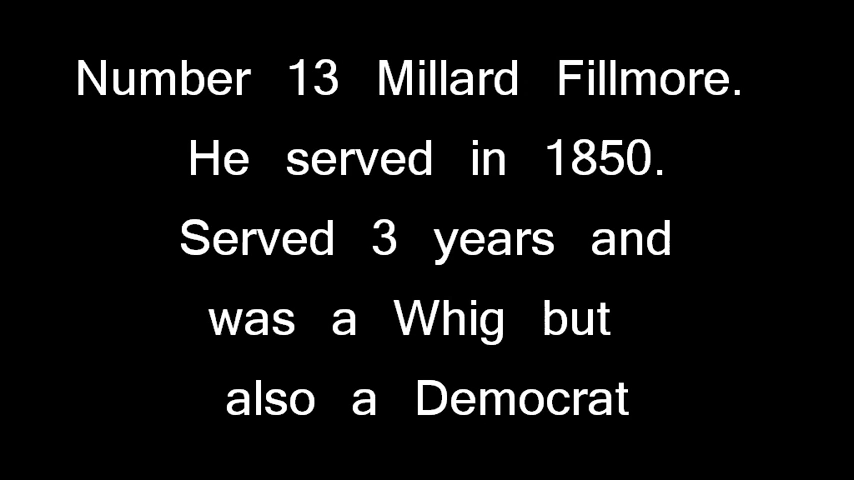 Number 13 Millard Fillmore.
He served in 1850.
Served 3 years and
was a Whig but
also a Democrat